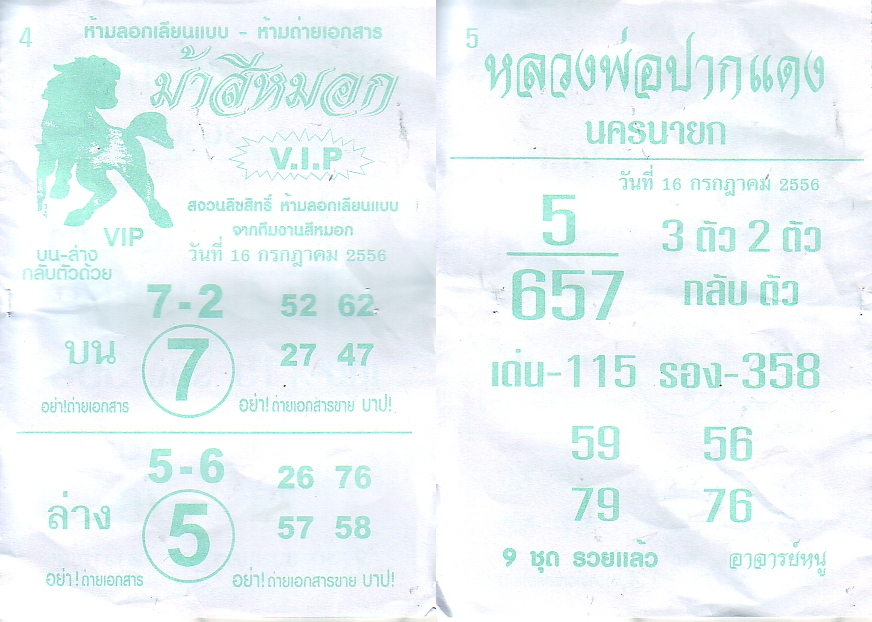 4
ห้ามลอกเลียนแบบ - ห้ามถ่ายเอกสาร
ม้าสีหมอก
V.I.P
สงวนลิขสิทธิ์ ห้ามลอกเลียนแบบ
จากทีมงานสีหมอก
VIP
วันที่ 16 กรกฎาคม 2556
บน-ล่าง
กลับตัวด้วย
7-2 52 62
บน 7 27 47
อย่า!ถ่ายเอกสาร อย่า!ถ่ายเอกสารขาย บาป!
5-6 26 76
ล่าง 5 57 58
อย่า!ถ่ายเอกสาร อย่า!ถ่ายเอกสารขาย บาป!
5
หลวงพ่อปากแดง
นครนายก
วันที่ 16 กรกฎาคม 2556
5 3 ตัว 2 ตัว
657 กลับ ตัว
เด่น-115 รอง-358
59 56
79 76
9 ชุด รวยแล้ว อาจารย์หนู